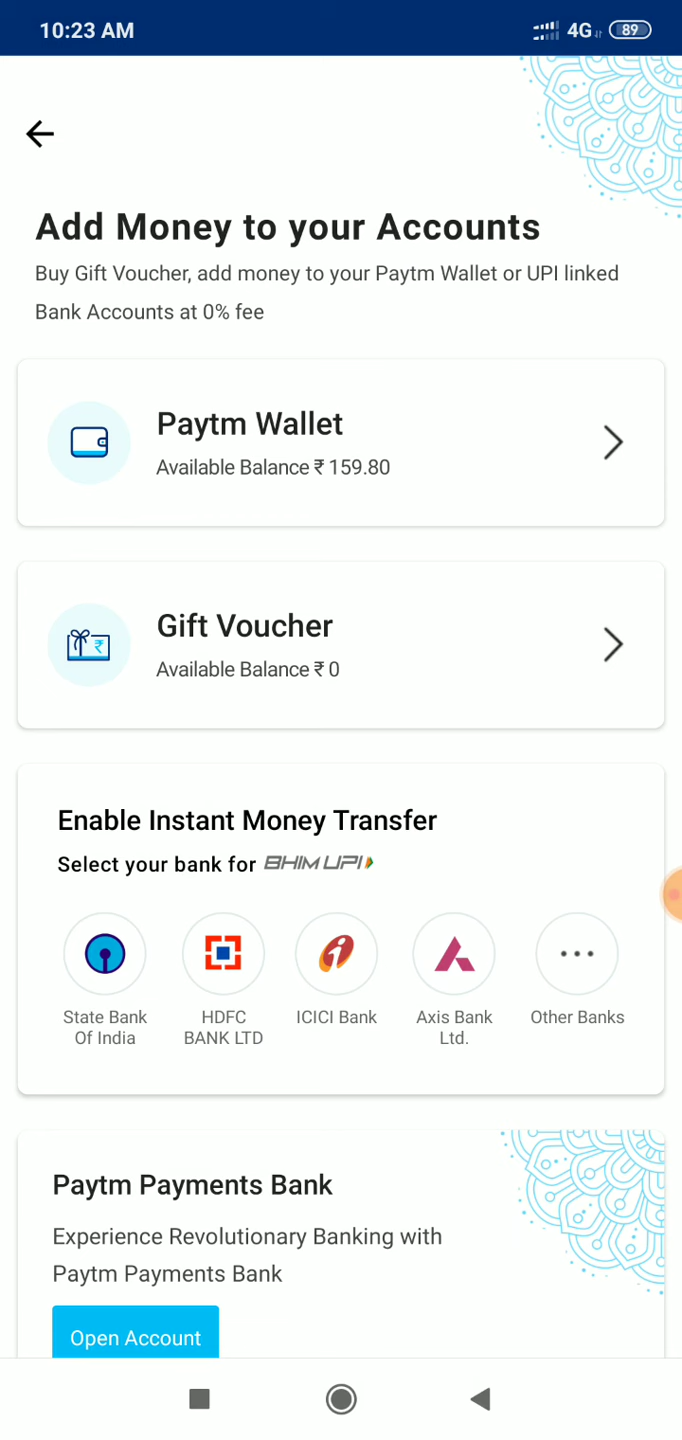 10:23 AM
4G
89
Add Money to your Accounts
Buy Gift Voucher, add money to your Paytm Wallet or UPI linked
Bank Accounts at 0% fee
Paytm Wallet
Available Balance ₹ 159.80
Gift Voucher
Available Balance ₹ 0
Enable Instant Money Transfer
Select your bank for BHIM UPI
State Bank
Of India
HDFC
BANK LTD
ICICI Bank
Axis Bank
Ltd.
Other Banks
Paytm Payments Bank
Experience Revolutionary Banking with
Paytm Payments Bank
Open Account